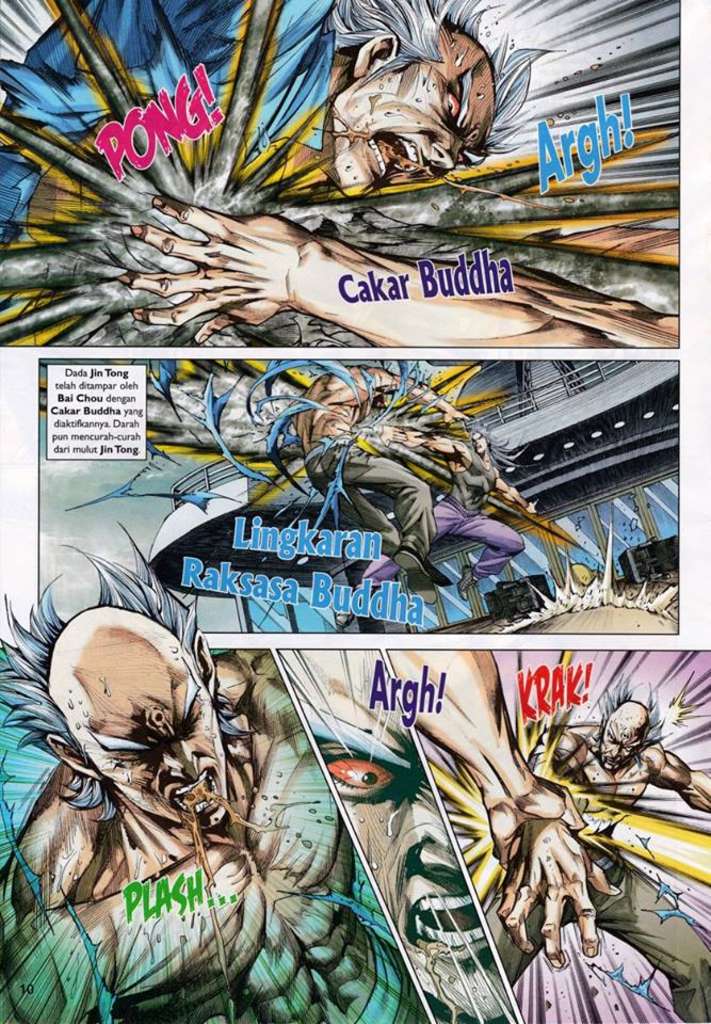 PONG!
Argh!
Cakar Buddha
Dada Jin Tong
telah ditampar oleh
Bai Chou dengan
Cakar Buddha yang
diaktifkannya. Darah
pun mencurah-curah
dari mulut Jin Tong.
Lingkaran
Raksasa Buddha
PLASH...
Argh!
KRAK!
10